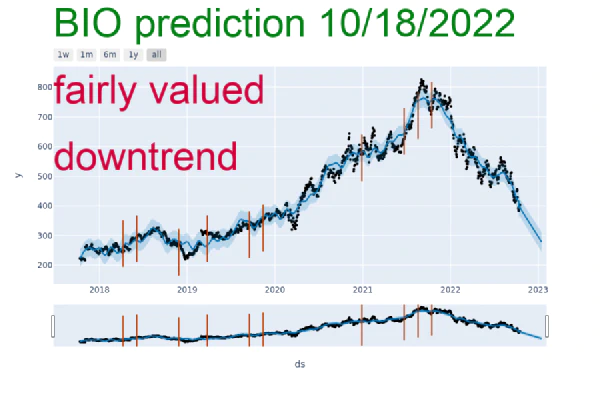 BIO prediction 10/18/2022
1w 1m 6m 1y all
800
fairly valued
700
600
downtrend
500
400
300
200
y
2018 2019 2020 2021 2022 2023
ds